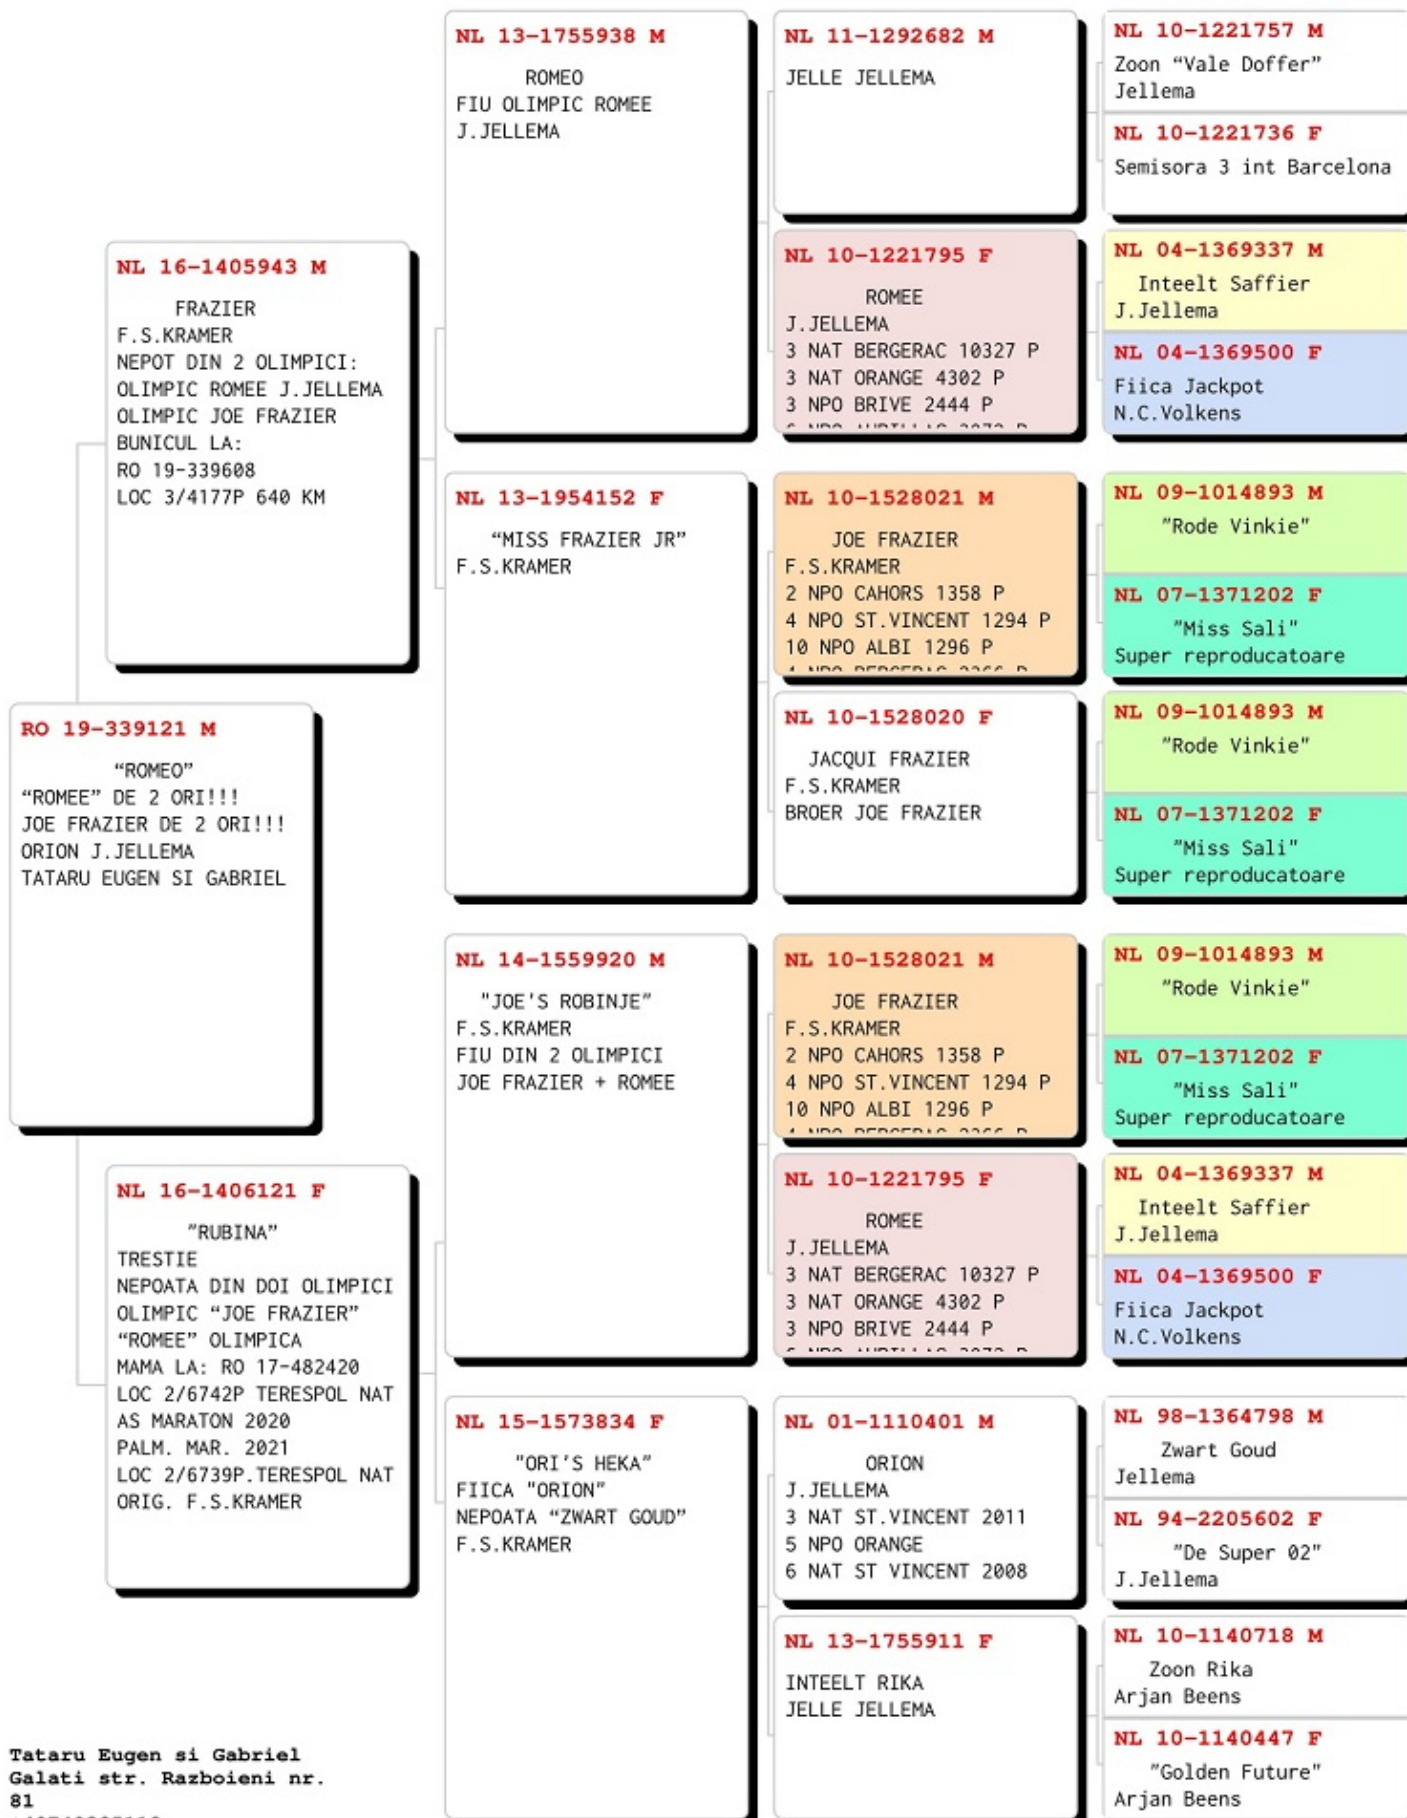 NL 13-1755938 M
ROMEO
FIU OLIMPIC ROMEE
J.JELLEMA
NL 11-1292682 M
JELLE JELLEMA
NL 10-1221757 M
Zoon “Vale Doffer”
Jellema
NL 10-1221736 F
Semisora 3 int Barcelona
NL 16-1405943 M
FRAZIER
F.S.KRAMER
NEPOT DIN 2 OLIMPICI:
OLIMPIC ROMEE J.JELLEMA
OLIMPIC JOE FRAZIER
BUNICUL LA:
RO 19-339608
LOC 3/4177P 640 KM
NL 10-1221795 F
ROMEE
J.JELLEMA
3 NAT BERGERAC 10327 P
3 NAT ORANGE 4302 P
3 NPO BRIVE 2444 P
NL 04-1369337 M
Inteelt Saffier
J.Jellema
NL 04-1369500 F
Fiica Jackpot
N.C.Volkens
NL 13-1954152 F
“MISS FRAZIER JR”
F.S.KRAMER
NL 10-1528021 M
JOE FRAZIER
F.S.KRAMER
2 NPO CAHORS 1358 P
4 NPO ST.VINCENT 1294 P
10 NPO ALBI 1296 P
NL 09-1014893 M
"Rode Vinkie"
NL 07-1371202 F
"Miss Sali"
Super reproducatoare
RO 19-339121 M
“ROMEO”
“ROMEE” DE 2 ORI!!!
JOE FRAZIER DE 2 ORI!!!
ORION J.JELLEMA
TATARU EUGEN SI GABRIEL
NL 10-1528020 F
JACQUI FRAZIER
F.S.KRAMER
BROER JOE FRAZIER
NL 09-1014893 M
"Rode Vinkie"
NL 07-1371202 F
"Miss Sali"
Super reproducatoare
NL 14-1559920 M
"JOE'S ROBINJE”
F.S.KRAMER
FIU DIN 2 OLIMPICI
JOE FRAZIER + ROMEE
NL 10-1528021 M
JOE FRAZIER
F.S.KRAMER
2 NPO CAHORS 1358 P
4 NPO ST.VINCENT 1294 P
10 NPO ALBI 1296 P
NL 09-1014893 M
"Rode Vinkie"
NL 07-1371202 F
"Miss Sali"
Super reproducatoare
NL 16-1406121 F
”RUBINA”
TRESTIE
NEPOATA DIN DOI OLIMPICI
OLIMPIC “JOE FRAZIER”
“ROMEE” OLIMPICA
MAMA LA: RO 17-482420
LOC 2/6742P TERESPOL NAT
AS MARATON 2020
PALM. MAR. 2021
LOC 2/6739P.TERESPOL NAT
ORIG. F.S.KRAMER
NL 10-1221795 F
ROMEE
J.JELLEMA
3 NAT BERGERAC 10327 P
3 NAT ORANGE 4302 P
3 NPO BRIVE 2444 P
NL 04-1369337 M
Inteelt Saffier
J.Jellema
NL 04-1369500 F
Fiica Jackpot
N.C.Volkens
NL 15-1573834 F
"ORI'S HEKA”
FIICA "ORION”
NEPOATA “ZWART GOUD”
F.S.KRAMER
NL 01-1110401 M
ORION
J.JELLEMA
3 NAT ST.VINCENT 2011
5 NPO ORANGE
6 NAT ST VINCENT 2008
NL 98-1364798 M
Zwart Goud
Jellema
NL 94-2205602 F
"De Super 02"
J.Jellema
NL 13-1755911 F
INTEELT RIKA
JELLE JELLEMA
NL 10-1140718 M
Zoon Rika
Arjan Beens
NL 10-1140447 F
"Golden Future"
Arjan Beens
Tataru Eugen si Gabriel
Galati str. Razboieni nr.
81